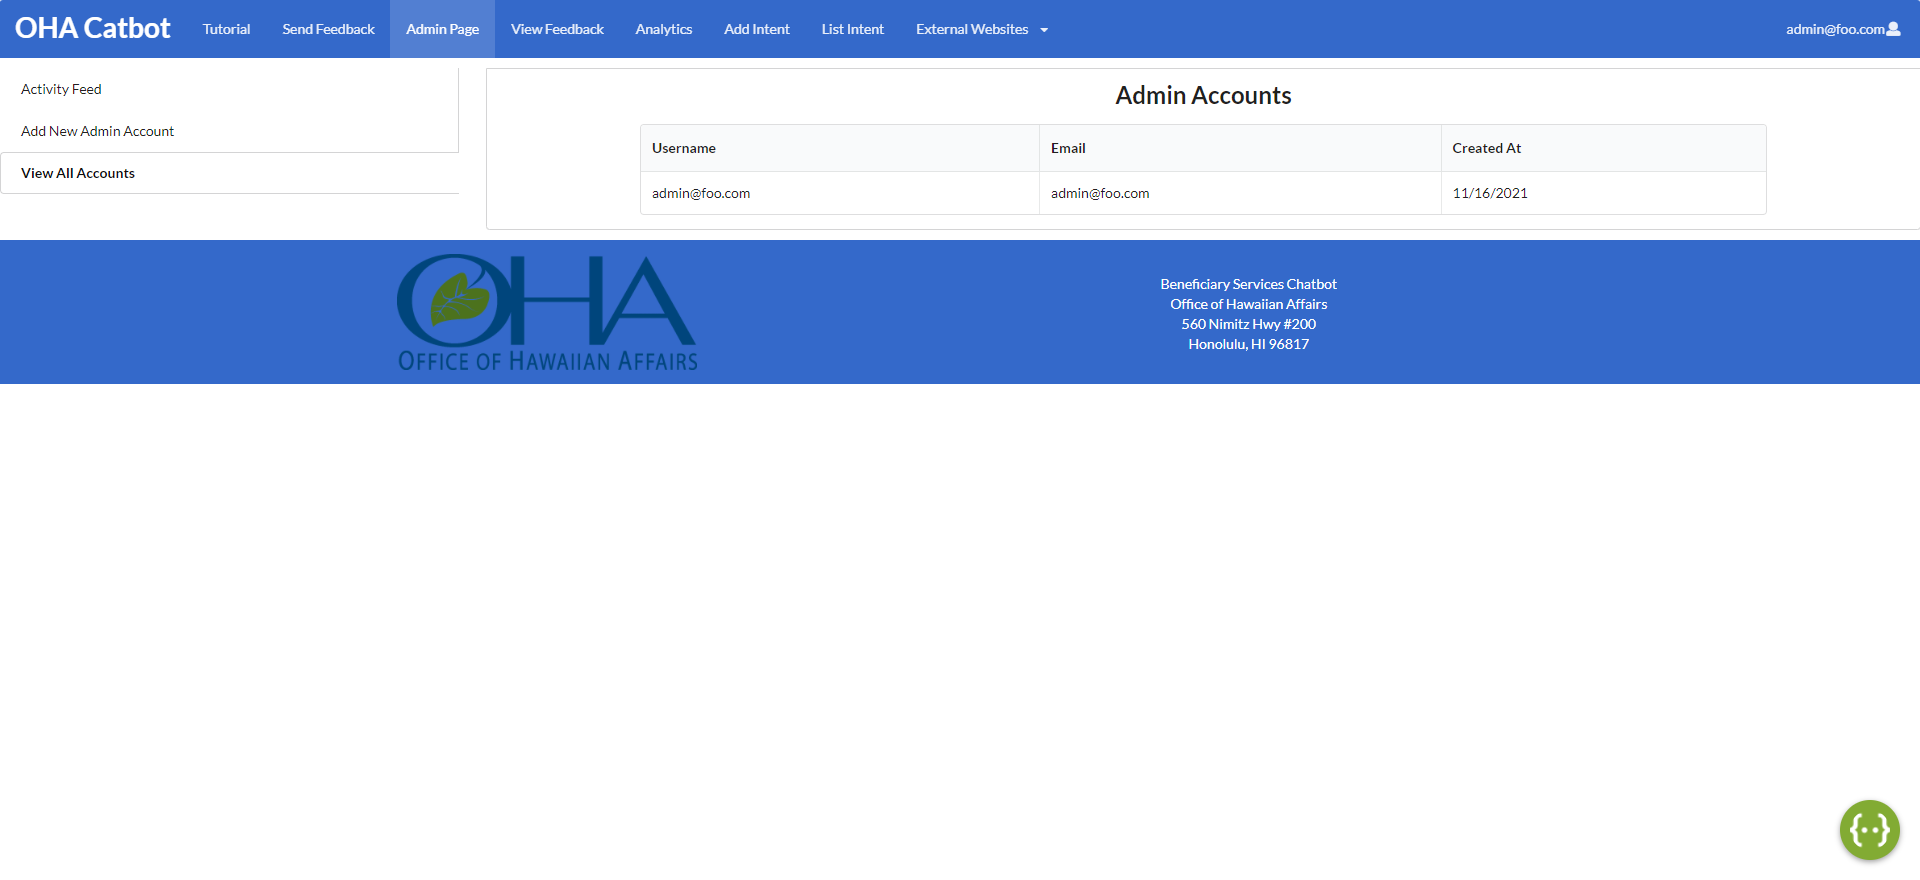 OHA Catbot Tutorial Send Feedback Admin Page View Feedback Analytics Add Intent List Intent External Websites admin@foo.com
Activity Feed
Add New Admin Account
View All Accounts
Admin Accounts
Username Email Created At
admin@foo.com admin@foo.com 11/16/2021
OHA
OFFICE OF HAWAIIAN AFFAIRS
Beneficiary Services Chatbot
Office of Hawaiian Affairs
560 Nimitz Hwy #200
Honolulu, HI 96817
{··}